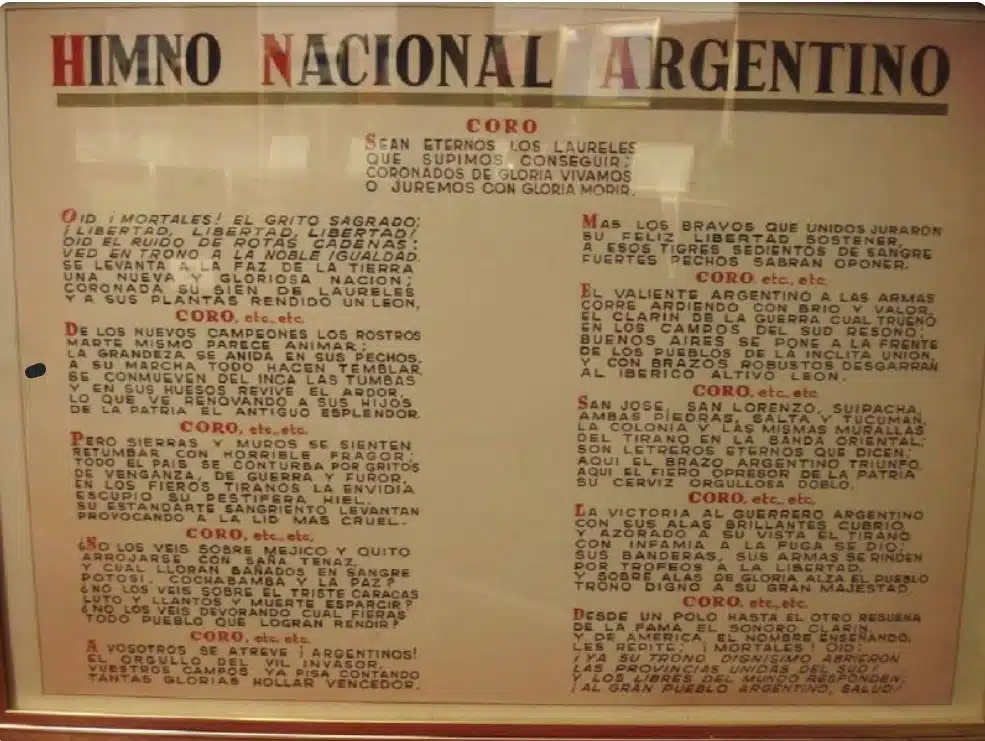 HIMNO NACIONAL ARGENTINO
CORO
SEAN ETERNOS LOS LAURELES
QUE SUPIMOS CONSEGUIR;
CORONADOS DE GLORIA VIVAMOS
O JUREMOS CON GLORIA MORIR.
OID ¡MORTALES! EL GRITO SAGRADO:
¡LIBERTAD, LIBERTAD, LIBERTAD!
OID EL RUIDO DE ROTAS CADENAS:
VED EN TRONO A LA NOBLE IGUALDAD.
SE LEVANTA A LA FAZ DE LA TIERRA
UNA NUEVA Y GLORIOSA NACION;
CORONADA SU SIEN DE LAURELES
Y A SUS PLANTAS RENDIDO UN LEON,
CORO, etc., etc.
DE LOS NUEVOS CAMPEONES LOS ROSTROS
MARTE MISMO PARECE ANIMAR;
LA GRANDEZA SE ANIDA EN SUS PECHOS,
A SU MARCHA TODO HACEN TEMBLAR.
SE CONMUEVEN DEL INCA LAS TUMBAS
Y EN SUS HUESOS REVIVE EL ARDOR,
LO QUE VE RENOVANDO A SUS HIJOS
DE LA PATRIA EL ANTIGUO ESPLENDOR.
CORO, etc., etc.
PERO SIERRAS Y MUROS SE SIENTEN
RETUMBAR CON HORRIBLE FRAGOR;
TODO EL PAIS SE CONTURBA POR GRITOS
DE VENGANZA, DE GUERRA Y FUROR,
EN LOS FIEROS TIRANOS LA ENVIDIA
ESCUPIO SU PESTIFERA HIEL.
SU ESTANDARTE SANGRIENTO LEVANTAN
PROVOCANDO A LA LID MAS CRUEL.
CORO, etc., etc.
¿NO LOS VEIS SOBRE MEJICO Y QUITO
ARROJARSE CON SAÑA TENAZ,
Y CUAL LLORAN BAÑADOS EN SANGRE
POTOSI, COCHABAMBA Y LA PAZ?
¿NO LOS VEIS SOBRE EL TRISTE CARACAS
LUTO Y LLANTOS Y MUERTE ESPARCIR?
¿NO LOS VEIS DEVORANDO CUAL FIERAS
TODO PUEBLO QUE LOGRAN RENDIR?
CORO, etc., etc.
A VOSOTROS SE ATREVE ¡ARGENTINOS!
EL ORGULLO DEL VIL INVASOR.
VUESTROS CAMPOS YA PISA CONTANDO
TANTAS GLORIAS HOLLAR VENCEDOR.
MAS LOS BRAVOS QUE UNIDOS JURARON
SU FELIZ LIBERTAD SOSTENER,
A ESOS TIGRES SEDIENTOS DE SANGRE
FUERTES PECHOS SABRAN OPONER.
CORO, etc., etc.
EL VALIENTE ARGENTINO A LAS ARMAS
CORRE ARDIENDO CON BRIO Y VALOR,
EL CLARIN DE LA GUERRA CUAL TRUENO
EN LOS CAMPOS DEL SUD RESONO;
BUENOS AIRES SE PONE A LA FRENTE
DE LOS PUEBLOS DE LA INCLITA UNION,
Y CON BRAZOS ROBUSTOS DESGARRAN
AL IBERICO ALTIVO LEON.
CORO, etc., etc.
SAN JOSE, SAN LORENZO, SUIPACHA,
AMBAS PIEDRAS, SALTA Y TUCUMAN,
LA COLONIA Y LAS MISMAS MURALLAS
DEL TIRANO EN LA BANDA ORIENTAL;
SON LETREROS ETERNOS QUE DICEN:
AQUI EL BRAZO ARGENTINO TRIUNFO,
AQUI EL FIERO OPRESOR DE LA PATRIA
SU CERVIZ ORGULLOSA DOBLO.
CORO, etc., etc.
LA VICTORIA AL GUERRERO ARGENTINO
CON SUS ALAS BRILLANTES CUBRIO,
Y AZORADO A SU VISTA EL TIRANO
CON INFAMIA A LA FUGA SE DIO;
SUS BANDERAS, SUS ARMAS SE RINDEN
POR TROFEOS A LA LIBERTAD,
Y SOBRE ALAS DE GLORIA ALZA EL PUEBLO
TRONO DIGNO A SU GRAN MAJESTAD.
CORO, etc., etc.
DESDE UN POLO HASTA EL OTRO RESUENA
DE LA FAMA EL SONORO CLARIN,
Y DE AMERICA EL NOMBRE ENSEÑANDO,
LES REPITE: ¡MORTALES! OID:
¡YA SU TRONO DIGNISIMO ABRIERON
LAS PROVINCIAS UNIDAS DEL SUD!
Y LOS LIBRES DEL MUNDO RESPONDEN:
¡AL GRAN PUEBLO ARGENTINO, SALUD!